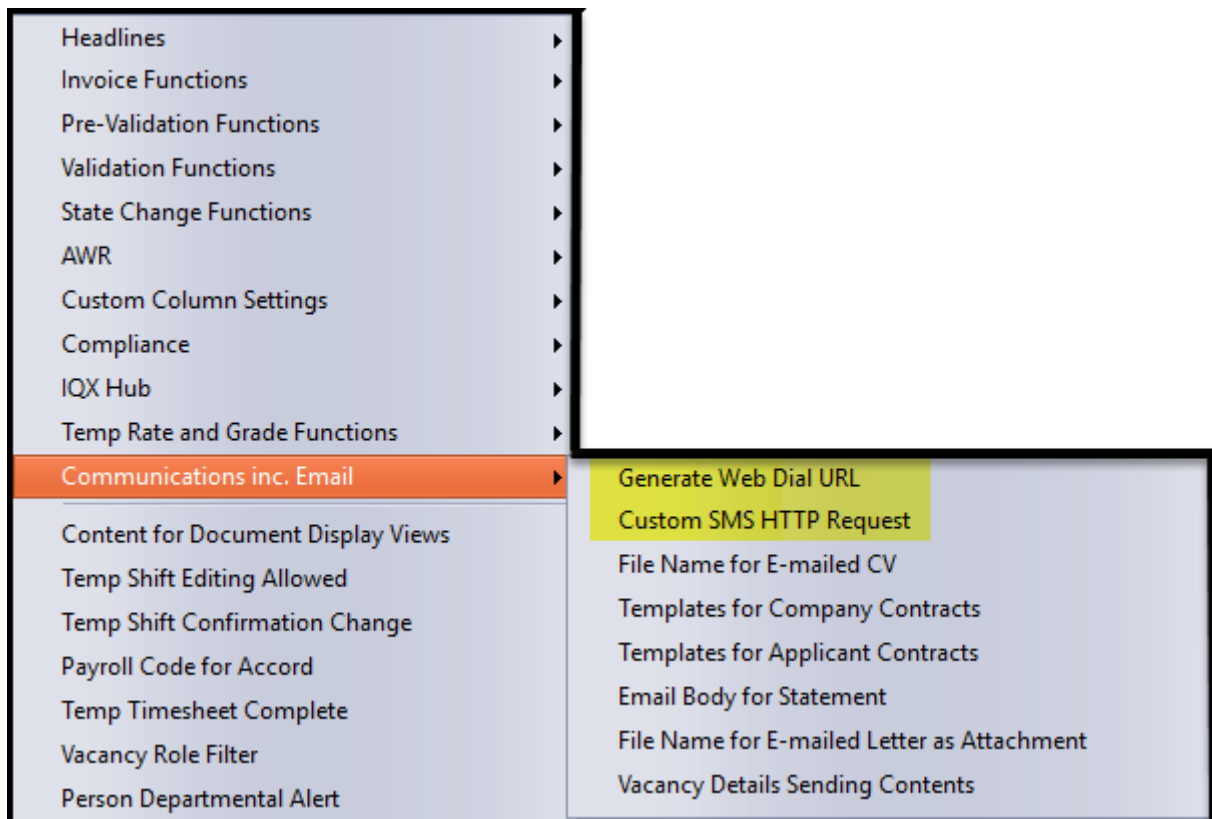 Headlines
Invoice Functions
Pre-Validation Functions
Validation Functions
State Change Functions
AWR
Custom Column Settings
Compliance
IQX Hub
Temp Rate and Grade Functions
Communications inc. Email
Content for Document Display Views
Temp Shift Editing Allowed
Temp Shift Confirmation Change
Payroll Code for Accord
Temp Timesheet Complete
Vacancy Role Filter
Person Departmental Alert
Generate Web Dial URL
Custom SMS HTTP Request
File Name for E-mailed CV
Templates for Company Contracts
Templates for Applicant Contracts
Email Body for Statement
File Name for E-mailed Letter as Attachment
Vacancy Details Sending Contents